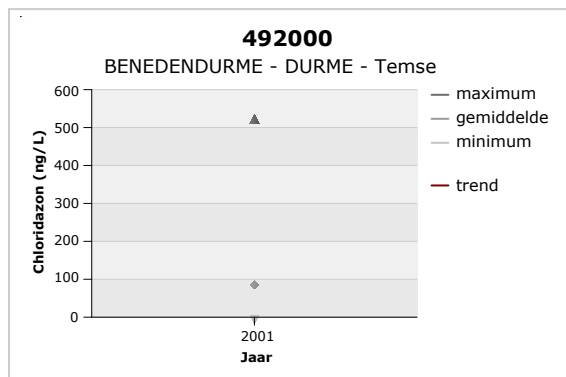 492000
BENEDENDURME - DURME - Temse
600
500
400
300
200
100
0
Chloridazon (ng/L)
2001
Jaar
maximum
gemiddelde
minimum
trend